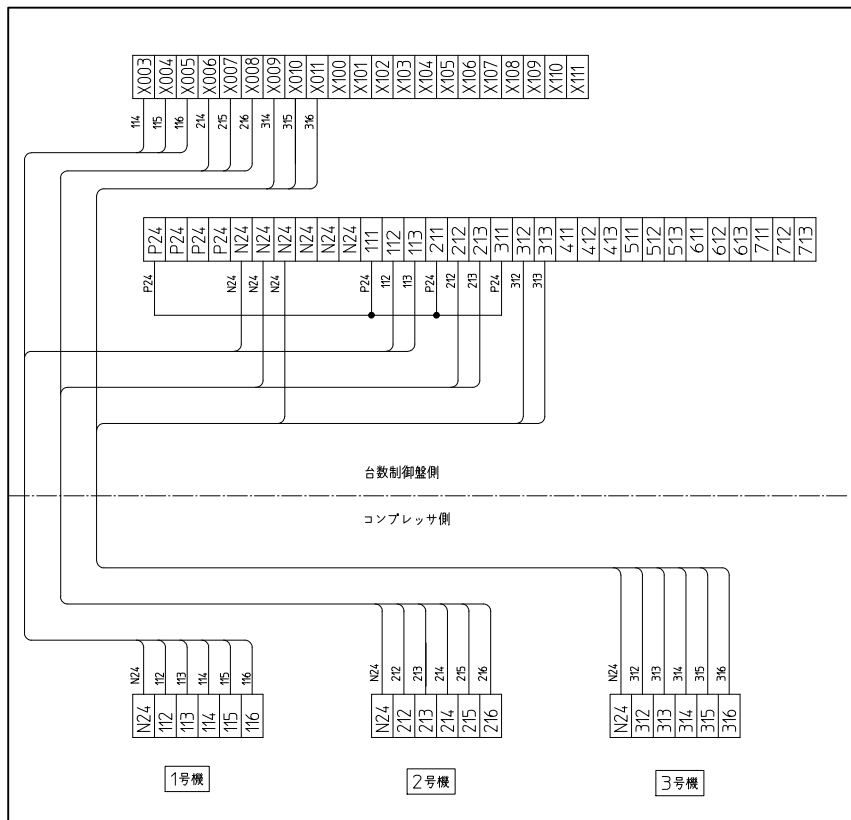 X003 X004 X005 X006 X007 X008 X009 X010 X011 X100 X101 X102 X103 X104 X105 X106 X107 X108 X109 X110 X111
114 115 116 214 215 216 314 315 316
P24 P24 P24 P24 N24 N24 N24 N24 N24 N24 111 112 113 211 212 213 311 312 313 411 412 413 511 512 513 611 612 613 711 712 713
P24 N24 N24 N24 P24 112 113 P24 212 213 P24 312 313
台数制御盤側
コンプレッサ側
N24 112 113 114 115 116
N24 212 213 214 215 216
N24 312 313 314 315 316
N24 112 113 114 115 116
N24 212 213 214 215 216
N24 312 313 314 315 316
1号機
2号機
3号機